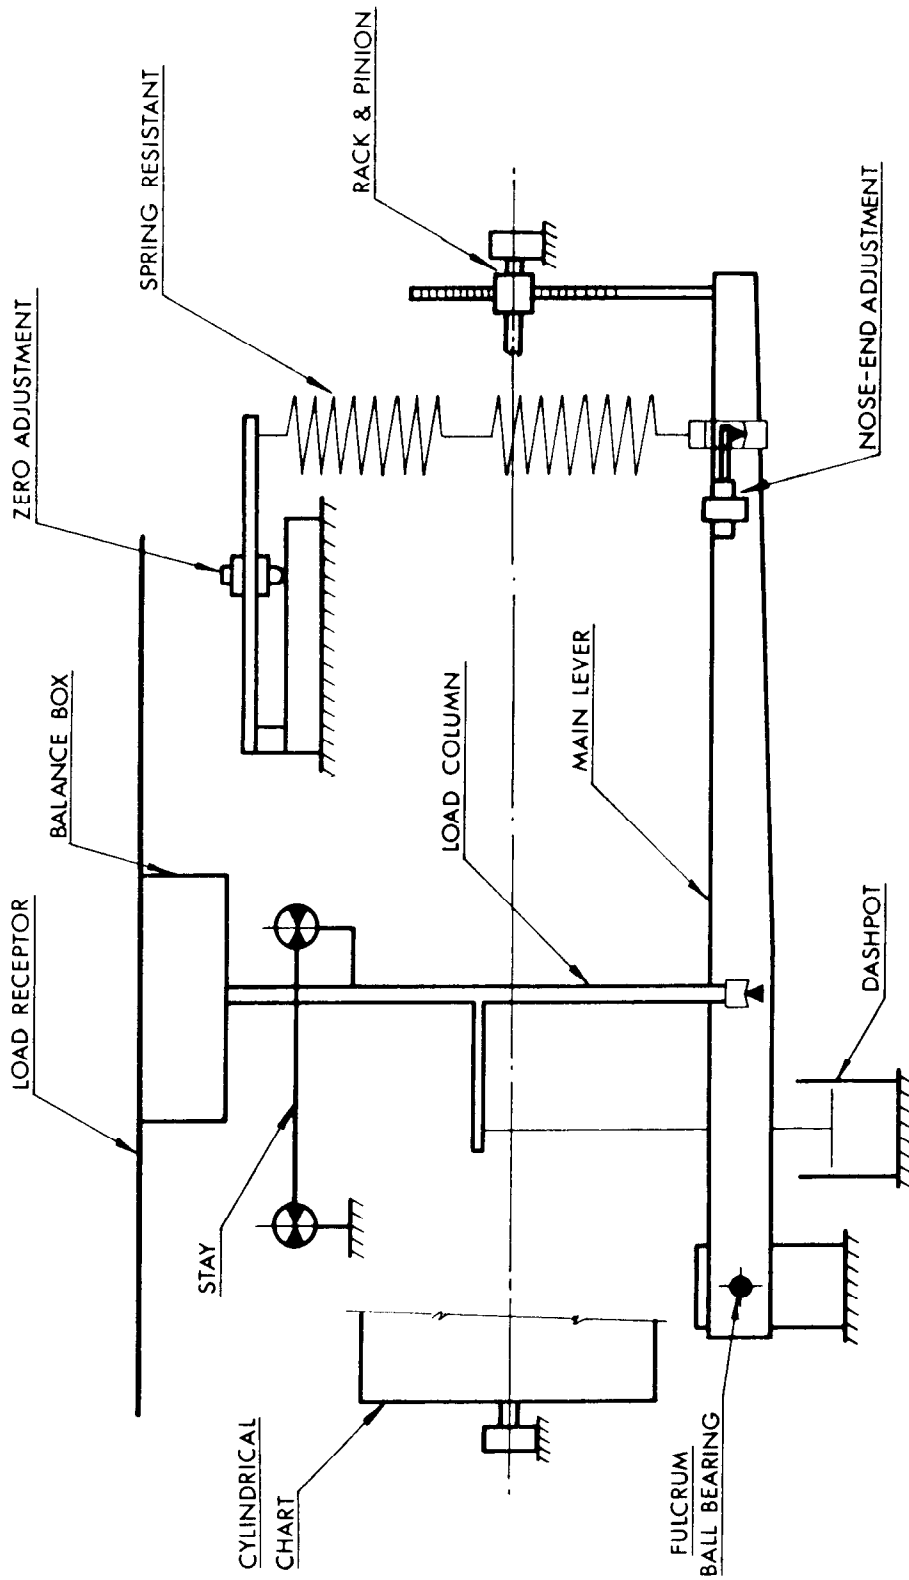 LOAD RECEPTOR
BALANCE BOX
ZERO ADJUSTMENT
SPRING RESISTANT
RACK & PINION
STAY
CYLINDRICAL
CHART
LOAD COLUMN
MAIN LEVER
FULCRUM
BALL BEARING
DASHPOT
NOSE-END ADJUSTMENT